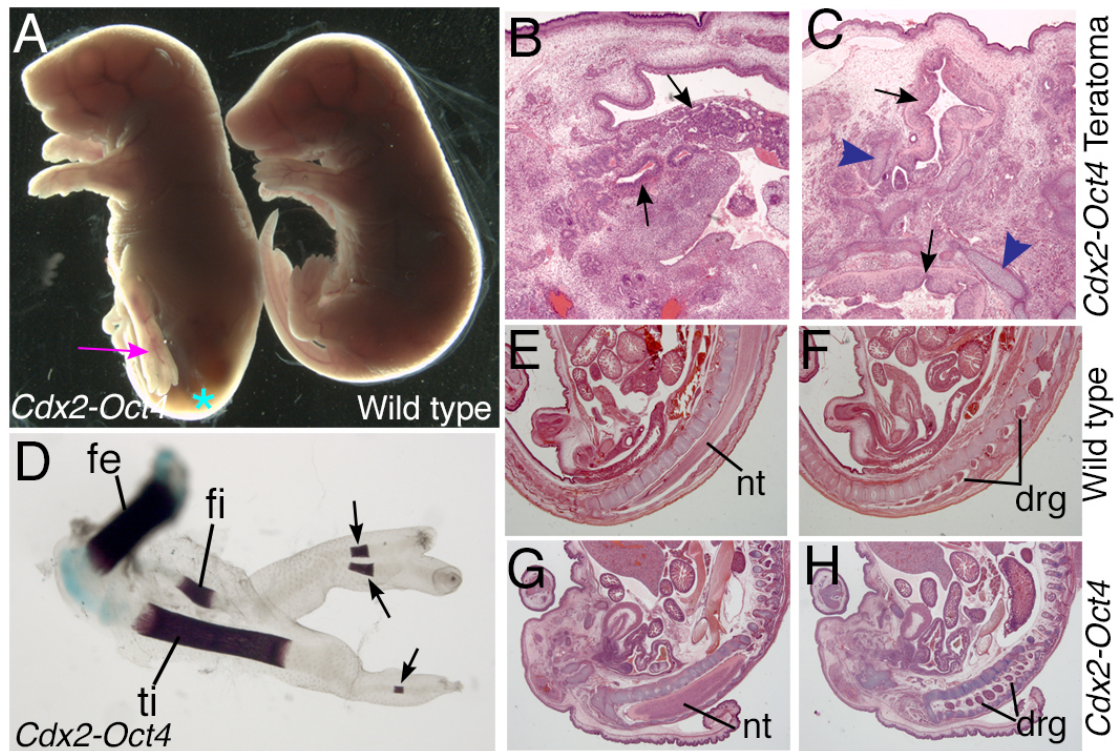 A
Cdx2-Oct4
*
Wild type
B
C
Cdx2-Oct4 Teratoma
D
fe
fi
ti
Cdx2-Oct4
E
nt
F
drg
Wild type
G
nt
H
drg
Cdx2-Oct4